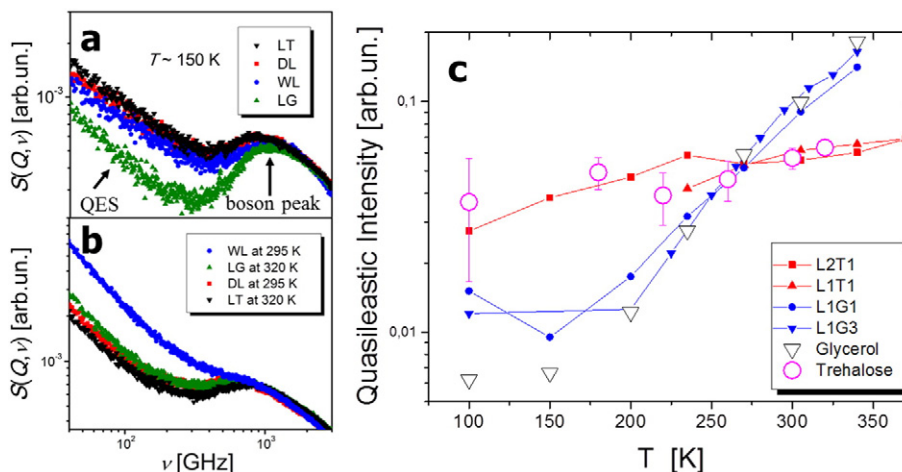 a
T ~ 150 K
LT
DL
WL
LG
S(Q,ν) [arb.un.]
10⁻³
QES
boson peak
b
WL at 295 K
LG at 320 K
DL at 295 K
LT at 320 K
S(Q,ν) [arb.un.]
10⁻³
10² 10³
ν [GHz]
c
Quasileastic Intensity [arb.un.]
0,1
0,01
L2T1
L1T1
L1G1
L1G3
Glycerol
Trehalose
100 150 200 250 300 350
T [K]